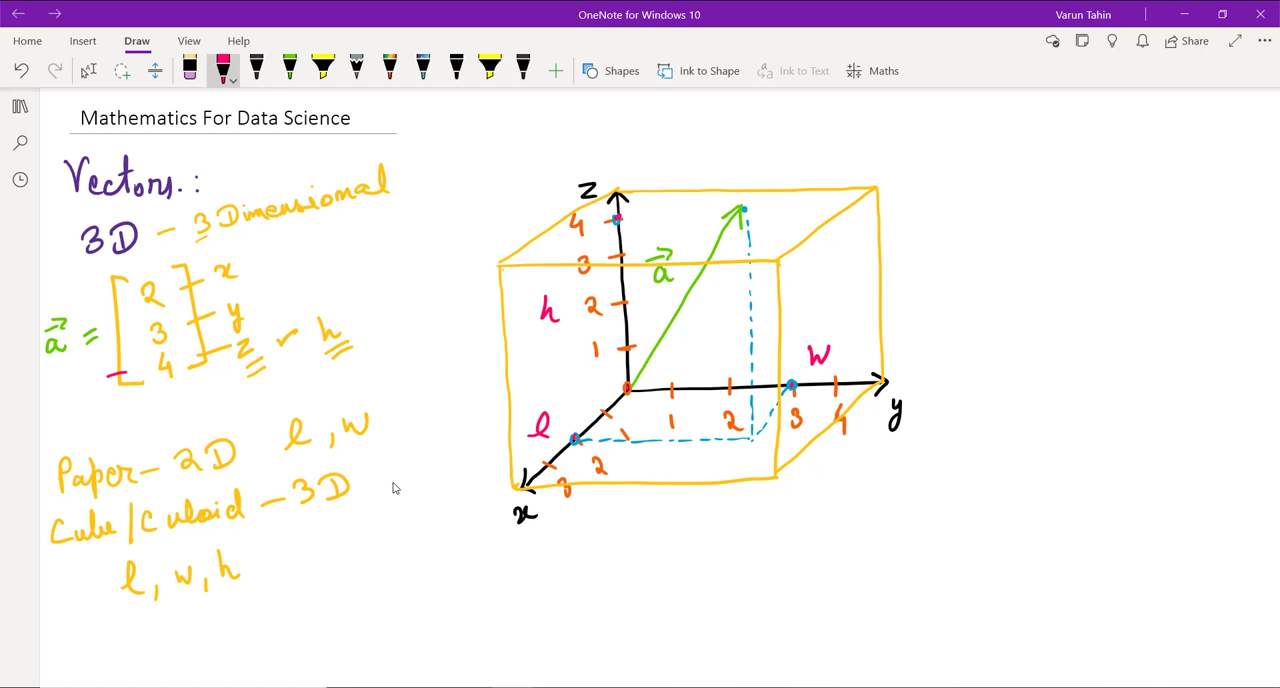 OneNote for Windows 10
Varun Tahin
Home Insert Draw View Help
Share
Shapes Ink to Shape Ink to Text Maths
Mathematics For Data Science
Vectors.:
3D - 3 Dimensional
a = [ 2 x
3 y
4 z or h
Paper - 2D l, w
Cube/Cuboid - 3D
l, w, h
z
4
3
2
1
h
a
w
1 2 3 4
y
l
1
2
3
x